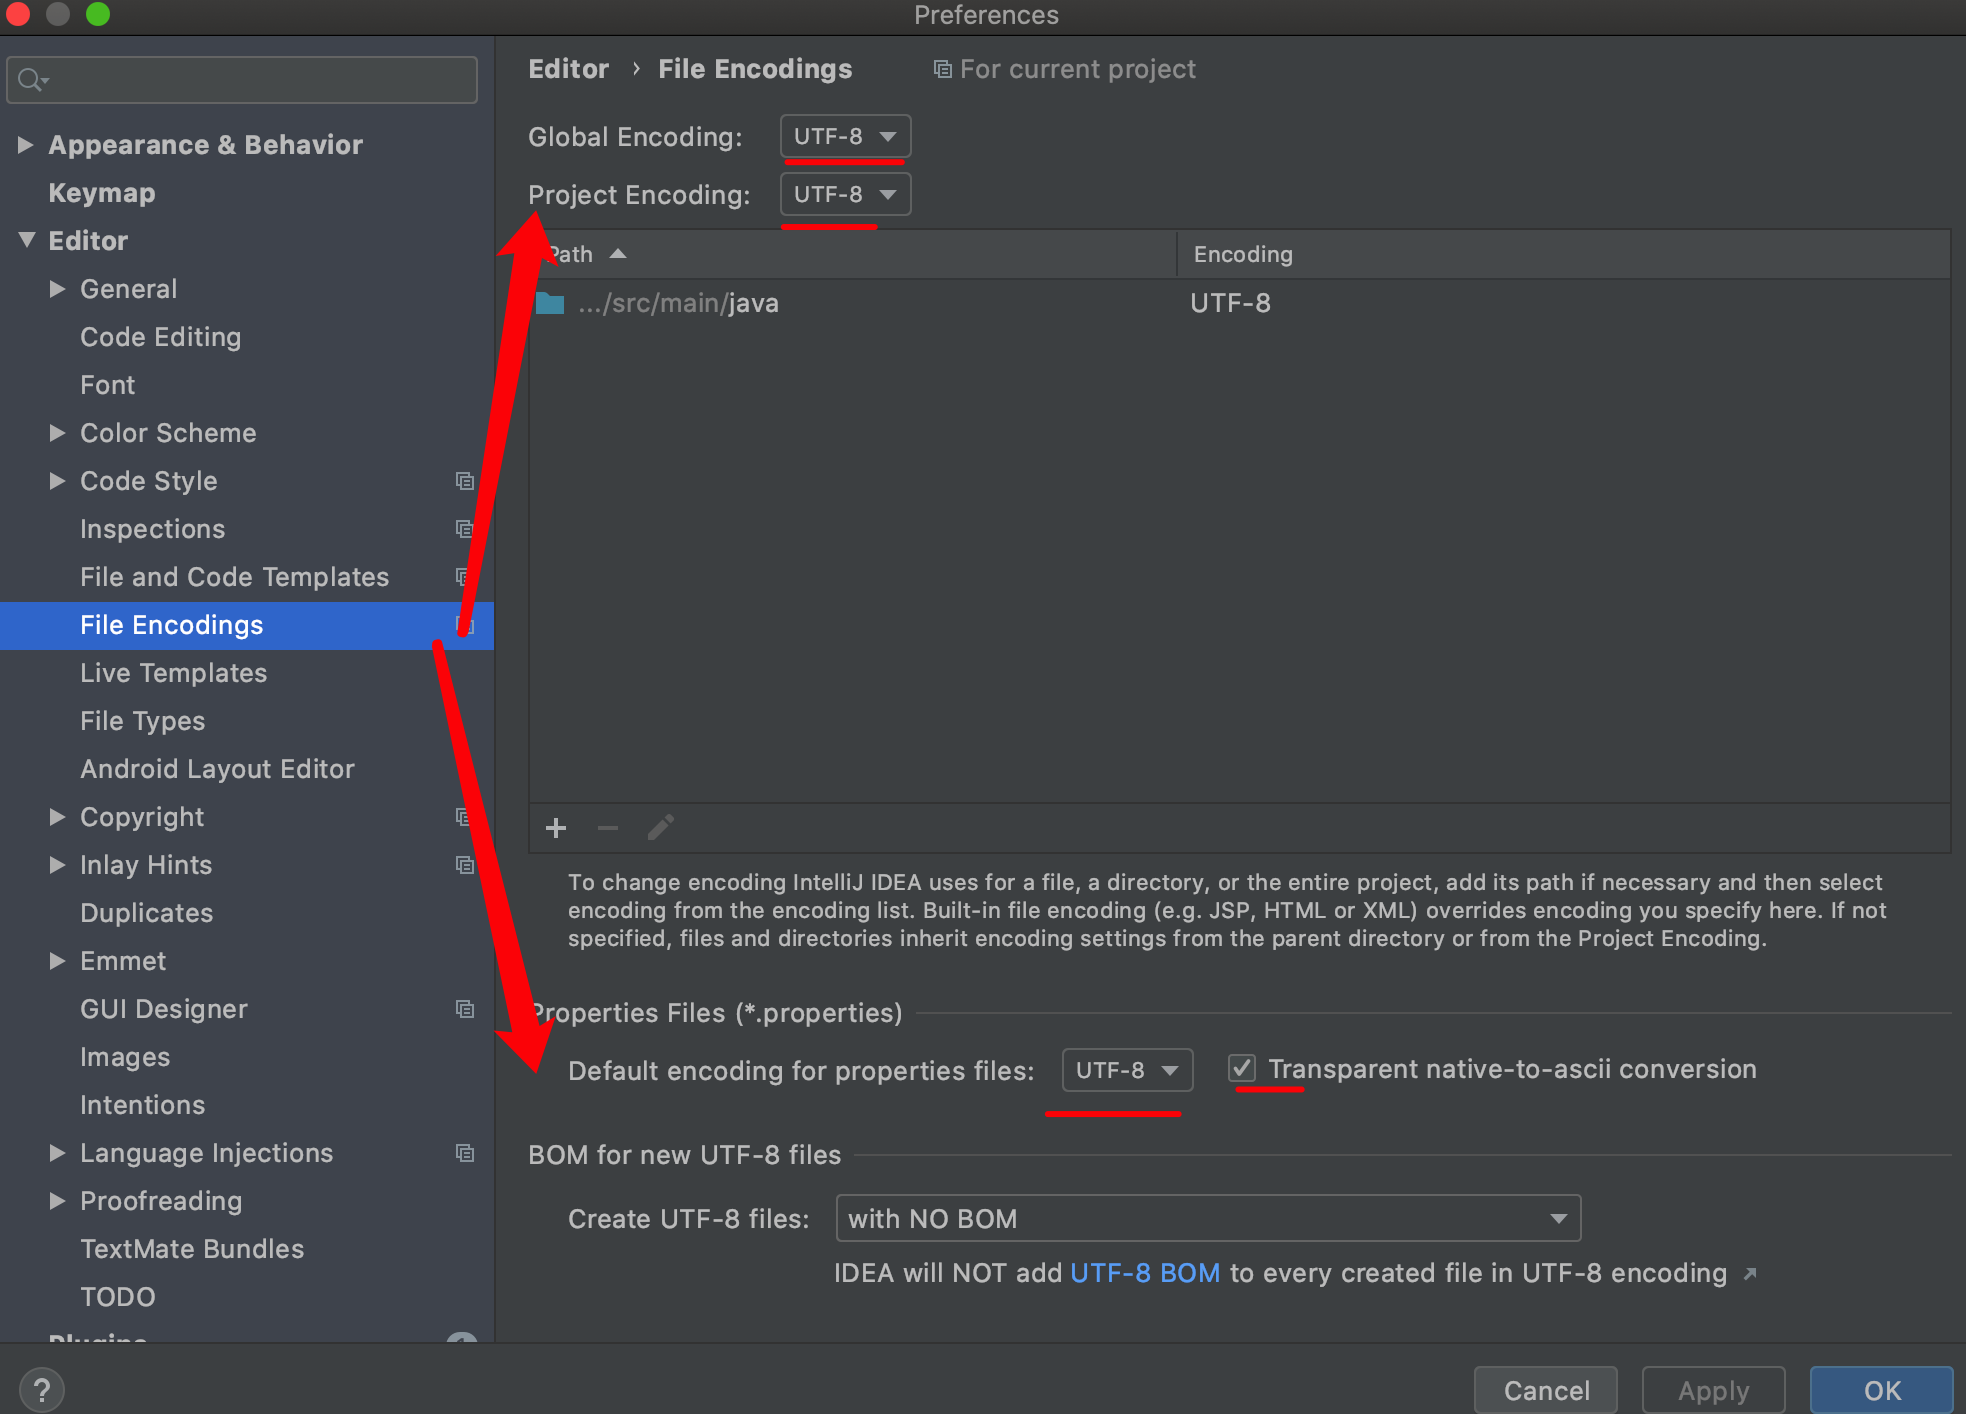 Preferences
Appearance & Behavior
Keymap
Editor
General
Code Editing
Font
Color Scheme
Code Style
Inspections
File and Code Templates
File Encodings
Live Templates
File Types
Android Layout Editor
Copyright
Inlay Hints
Duplicates
Emmet
GUI Designer
Images
Intentions
Language Injections
Proofreading
TextMate Bundles
TODO
Plugins
Editor › File Encodings For current project
Global Encoding: UTF-8
Project Encoding: UTF-8
Path Encoding
.../src/main/java UTF-8
To change encoding IntelliJ IDEA uses for a file, a directory, or the entire project, add its path if necessary and then select
encoding from the encoding list. Built-in file encoding (e.g. JSP, HTML or XML) overrides encoding you specify here. If not
specified, files and directories inherit encoding settings from the parent directory or from the Project Encoding.
Properties Files (*.properties)
Default encoding for properties files: UTF-8 Transparent native-to-ascii conversion
BOM for new UTF-8 files
Create UTF-8 files: with NO BOM
IDEA will NOT add UTF-8 BOM to every created file in UTF-8 encoding
? Cancel Apply OK